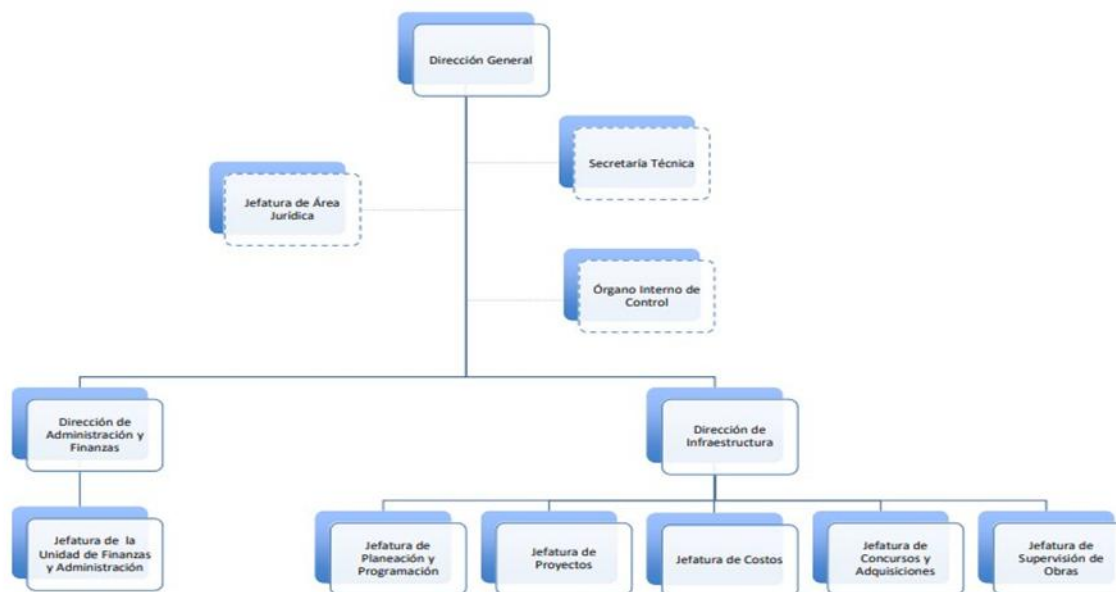 Dirección General
Secretaría Técnica
Jefatura de Área
Jurídica
Órgano Interno de
Control
Dirección de
Administración y
Finanzas
Dirección de
Infraestructura
Jefatura de la
Unidad de Finanzas
y Administración
Jefatura de
Planeación y
Programación
Jefatura de
Proyectos
Jefatura de Costos
Jefatura de
Concursos y
Adquisiciones
Jefatura de
Supervisión de
Obras